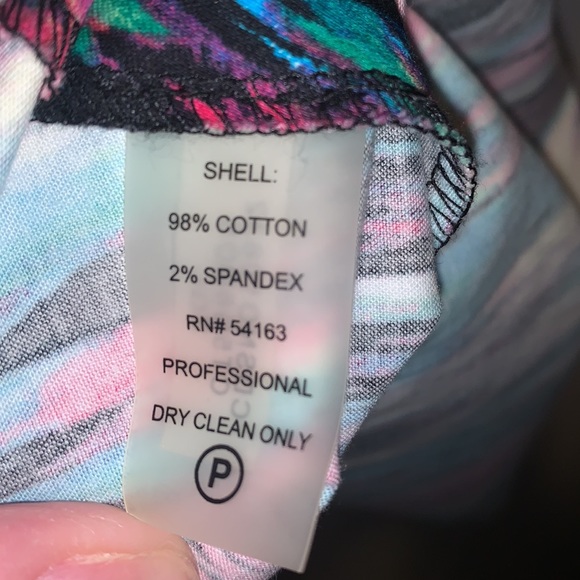 SHELL:
98% COTTON
2% SPANDEX
RN# 54163
PROFESSIONAL
DRY CLEAN ONLY
P